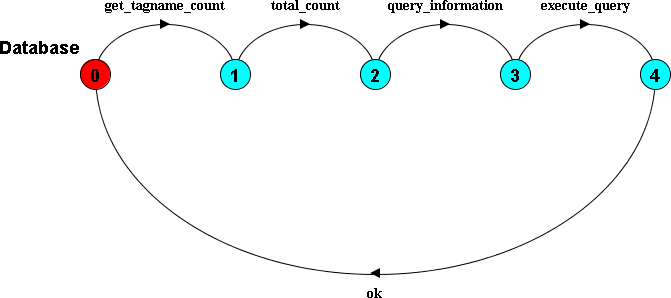 get_tagname_count total_count query_information execute_query
Database
0 1 2 3 4
ok